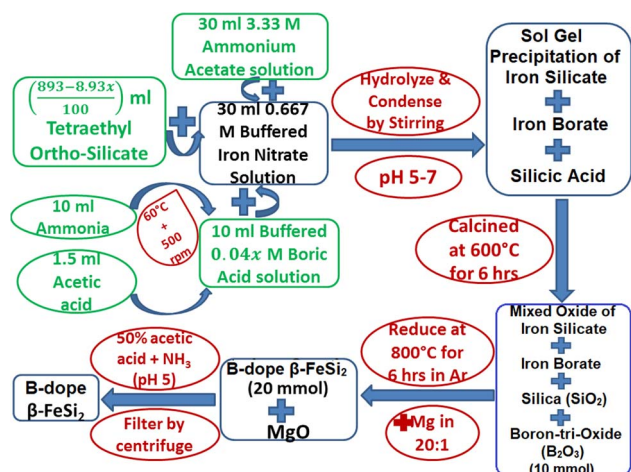 30 ml 3.33 M
Ammonium
Acetate solution
(893−8.93x
100) ml
Tetraethyl
Ortho-Silicate
30 ml 0.667
M Buffered
Iron Nitrate
Solution
Hydrolyze &
Condense
by Stirring
pH 5-7
Sol Gel
Precipitation of
Iron Silicate
Iron Borate
Silicic Acid
10 ml
Ammonia
1.5 ml
Acetic
acid
60°C
+
500
rpm
10 ml Buffered
0.04x M Boric
Acid solution
Calcined
at 600°C
for 6 hrs
Mixed Oxide of
Iron Silicate
Iron Borate
Silica (SiO₂)
Boron-tri-Oxide
(B₂O₃)
(10 mmol)
Reduce at
800°C for
6 hrs in Ar
+Mg in
20:1
B-dope β-FeSi₂
(20 mmol)
MgO
50% acetic
acid + NH₃
(pH 5)
Filter by
centrifuge
B-dope
β-FeSi₂